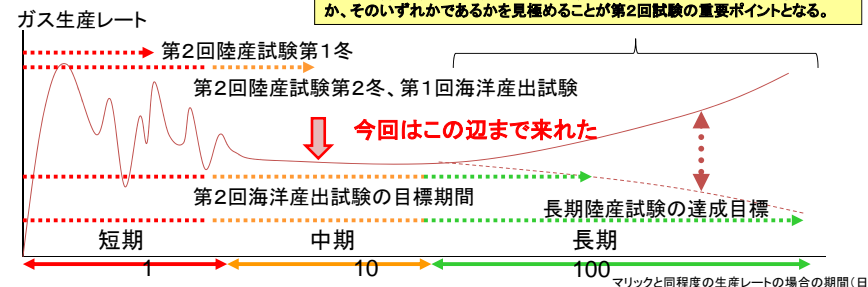 か、そのいずれかであるかを見極めることが第2回試験の重要ポイントとなる。
ガス生産レート
第2回陸産試験第1冬
第2回陸産試験第2冬、第1回海洋産出試験
今回はこの辺まで来れた
第2回海洋産出試験の目標期間
長期陸産試験の達成目標
短期
中期
長期
1
10
100
マリックと同程度の生産レートの場合の期間(日